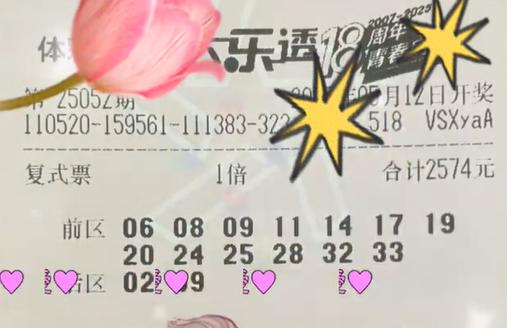 体 大乐透 18周年 青春 2007-2025
第 25052期 年05月12日开奖
110520-159561-111383-322 518 VSXyaA
复式票 1倍 合计2574元
前区 06 08 09 11 14 17 19
20 24 25 28 32 33
后区 02 09